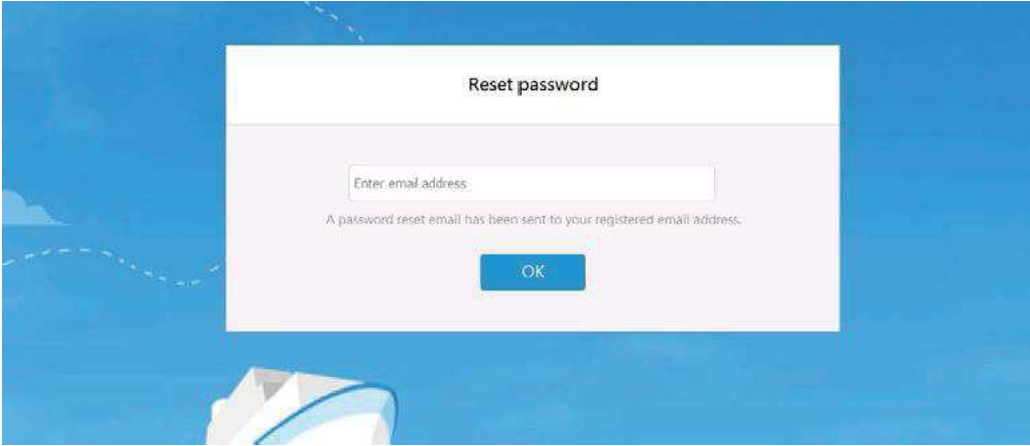 Reset password
Enter email address
A password reset email has been sent to your registered email address.
OK